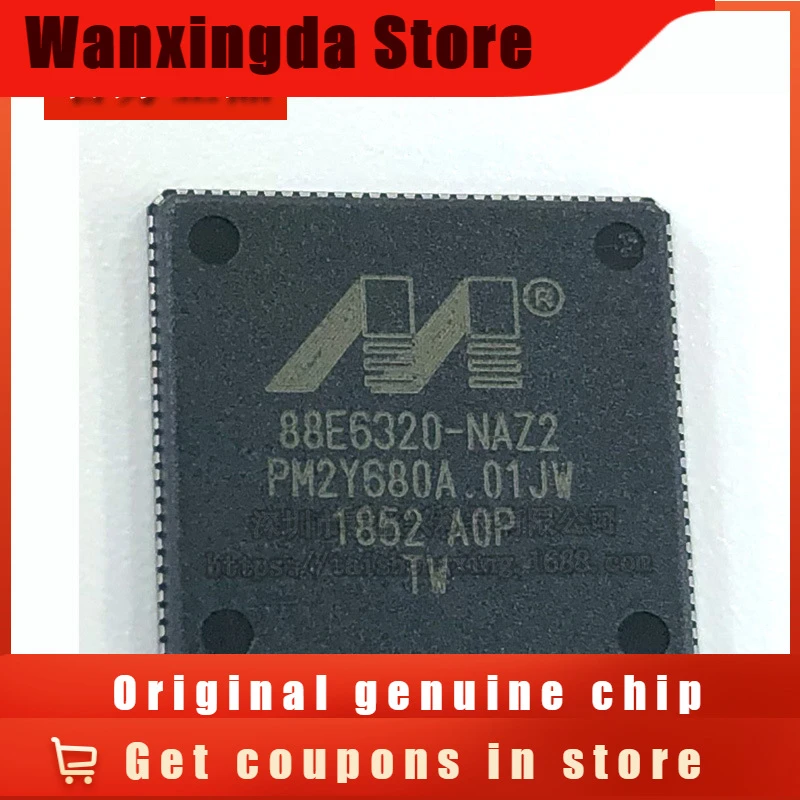 Wanxingda Store
®
88E6320-NAZ2
PM2Y680A.01JW
1852 A0P
TW
Original genuine chip
Get coupons in store